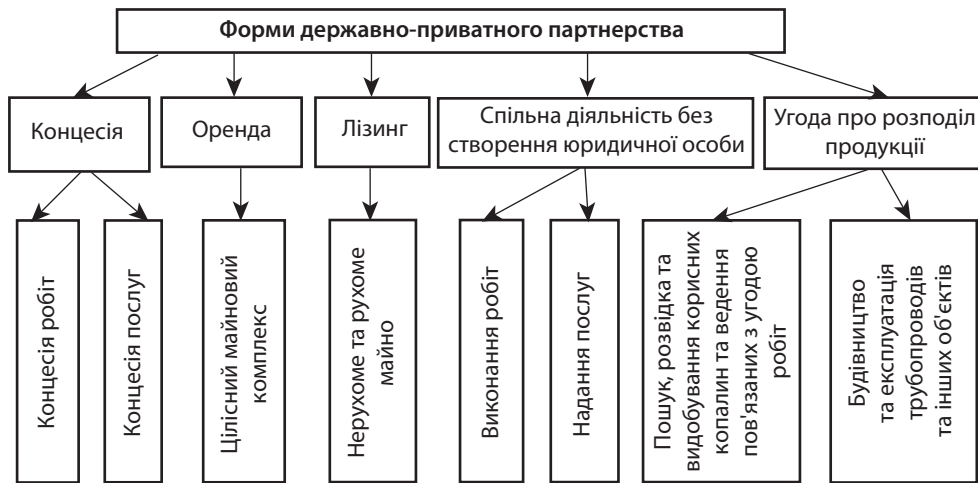 Форми державно-приватного партнерства
Концесія
Оренда
Лізинг
Спільна діяльність без
створення юридичної особи
Угода про розподіл
продукції
Концесія робіт
Концесія послуг
Цілісний майновий
комплекс
Нерухоме та рухоме
майно
Виконання робіт
Надання послуг
Пошук, розвідка та
видобування корисних
копалин та ведення
пов'язаних з угодою
робіт
Будівництво
та експлуатація
трубопроводів
та інших об'єктів